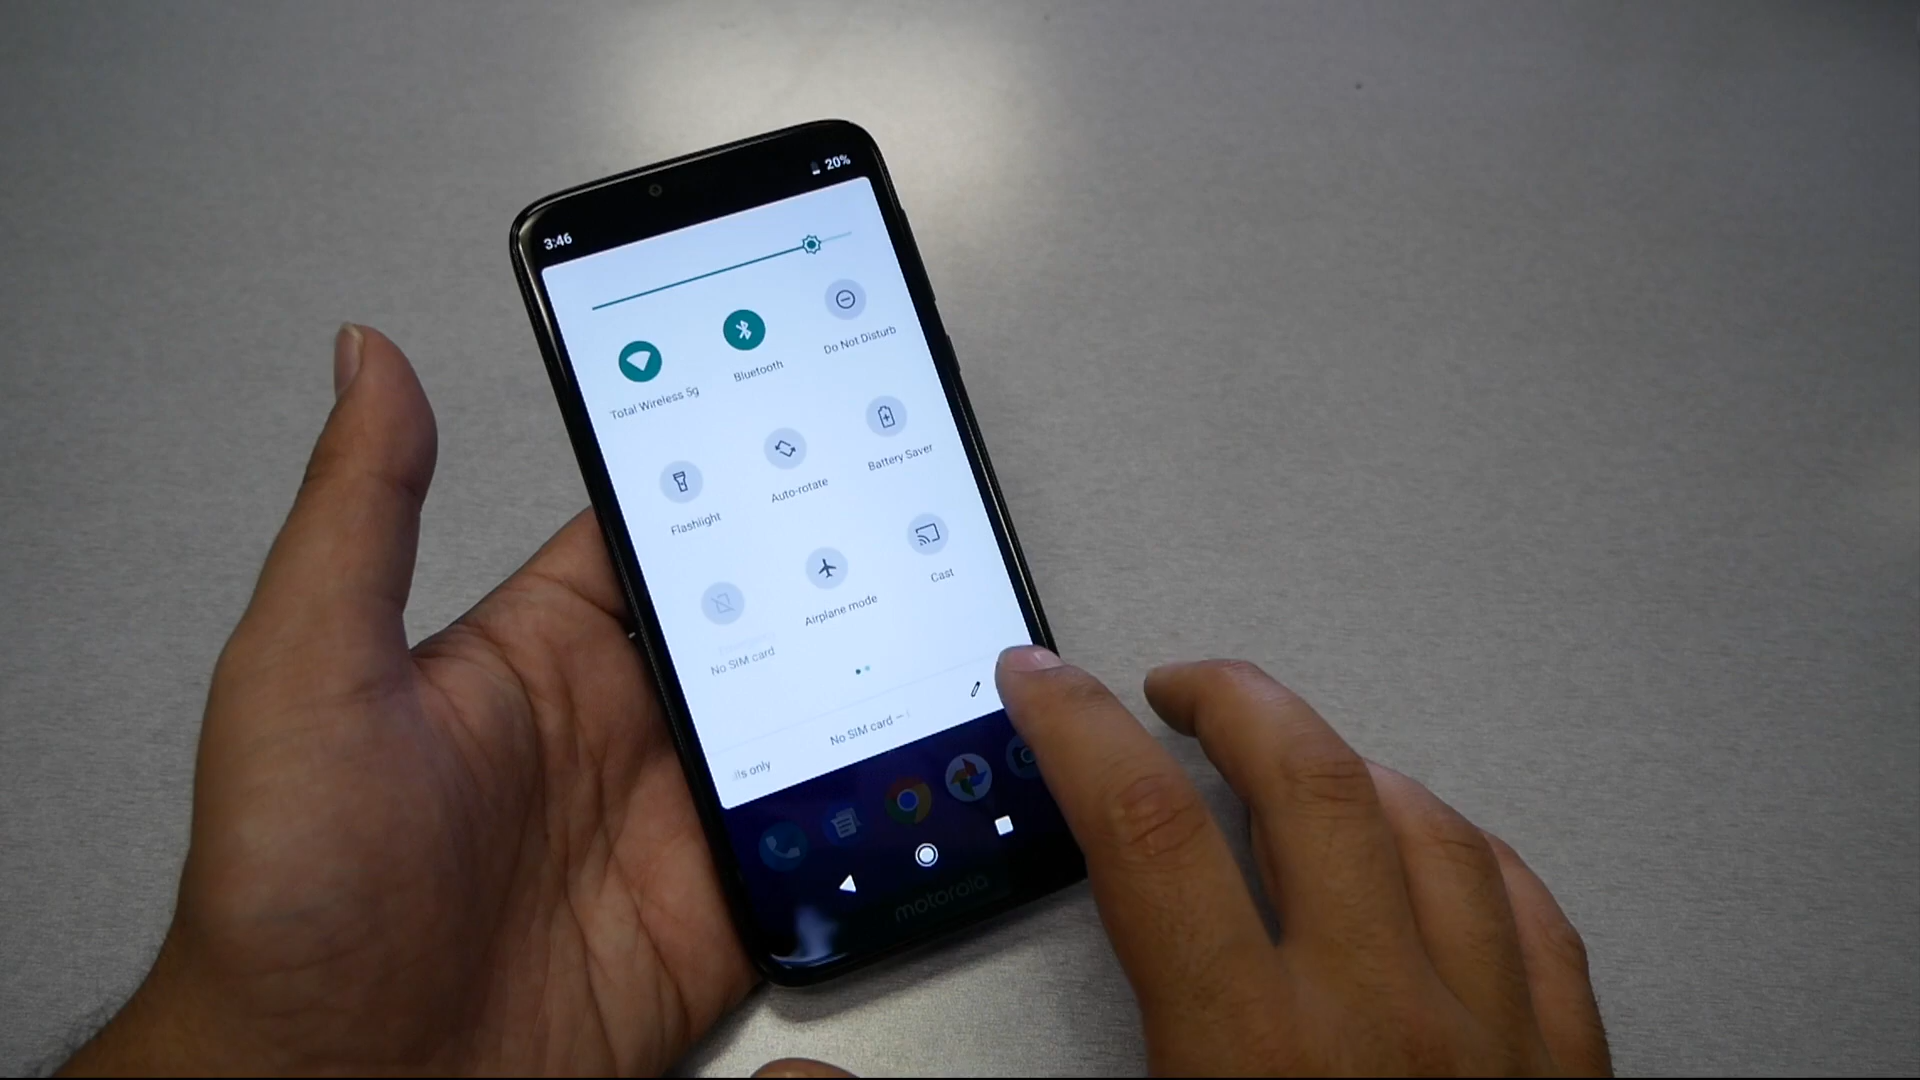 3:46
20%
Total Wireless 5g
Bluetooth
Do Not Disturb
Flashlight
Auto-rotate
Battery Saver
No SIM card
Airplane mode
Cast
only
No SIM card –
motorola